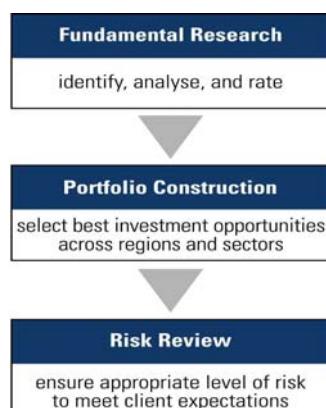 Fundamental Research
identify, analyse, and rate
Portfolio Construction
select best investment opportunities
across regions and sectors
Risk Review
ensure appropriate level of risk
to meet client expectations